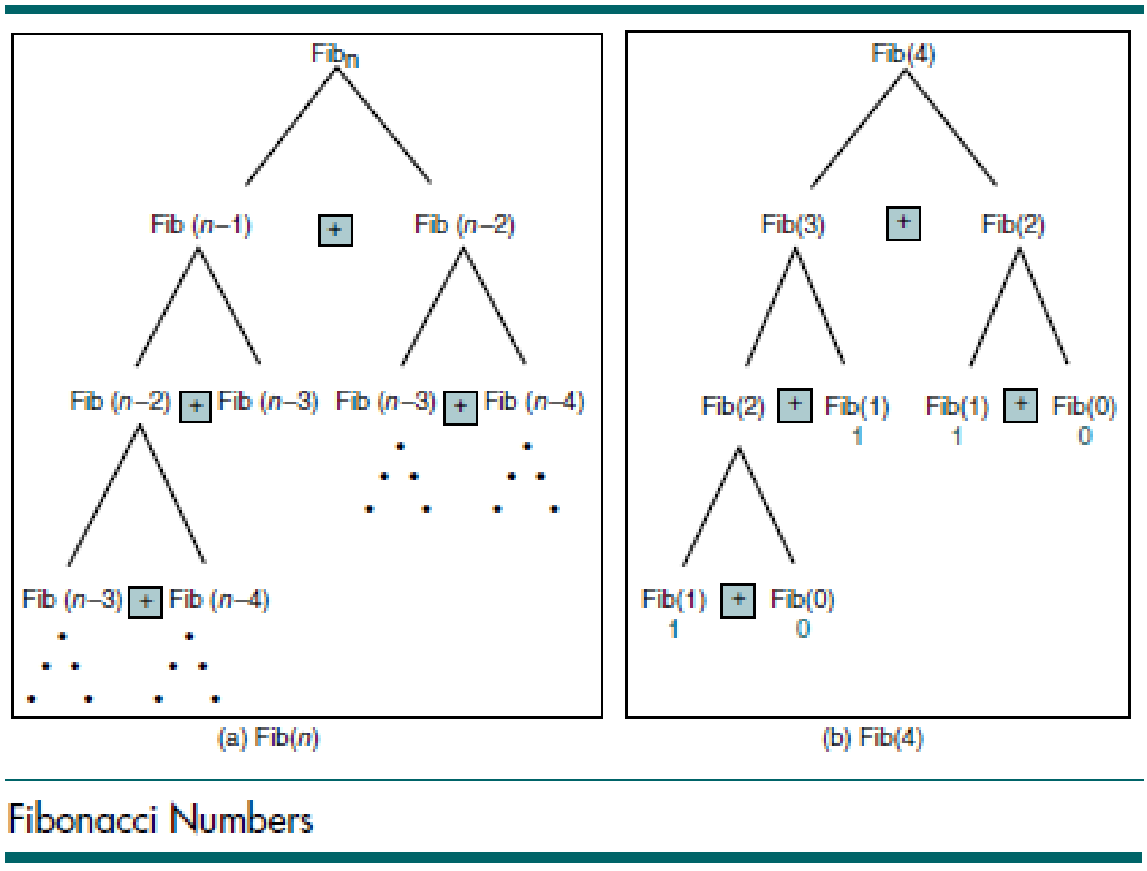 Fibn
Fib (n–1) + Fib (n–2)
Fib (n–2) + Fib (n–3) Fib (n–3) + Fib (n–4)
Fib (n–3) + Fib (n–4)
(a) Fib(n)
Fib(4)
Fib(3) + Fib(2)
Fib(2) + Fib(1) Fib(1) + Fib(0)
1 1 0
Fib(1) + Fib(0)
1 0
(b) Fib(4)
Fibonacci Numbers